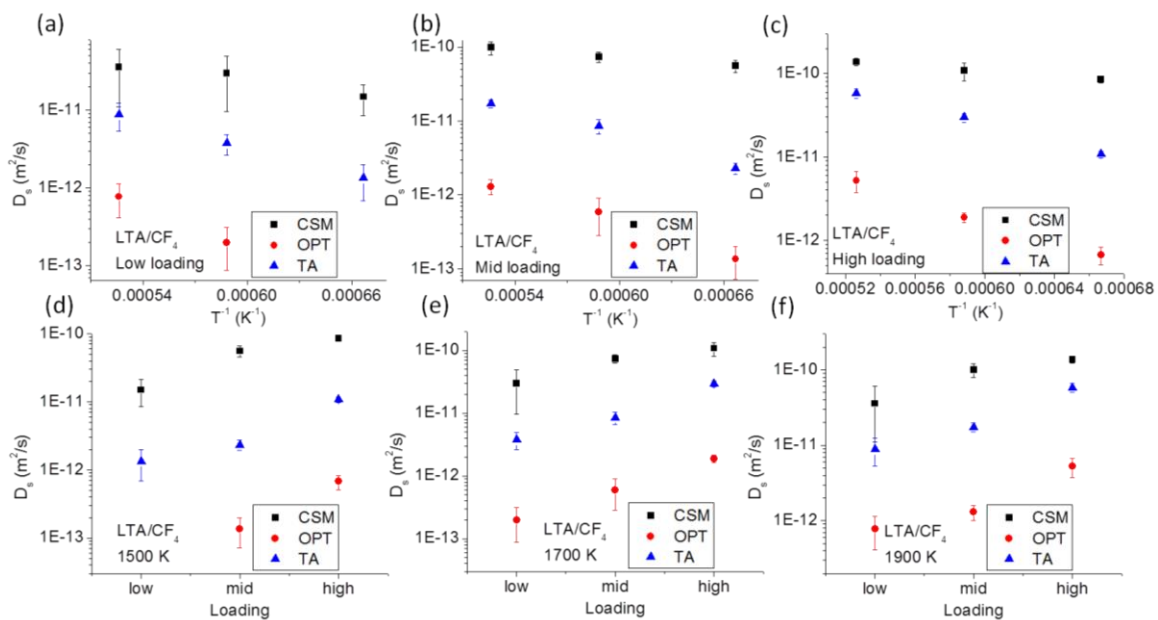 (a)
D_s (m²/s)
1E-11
1E-12
1E-13
LTA/CF₄
Low loading
CSM
OPT
TA
0.00054
0.00060
0.00066
T⁻¹ (K⁻¹)
(b)
D_s (m²/s)
1E-10
1E-11
1E-12
1E-13
LTA/CF₄
Mid loading
CSM
OPT
TA
0.00054
0.00060
0.00066
T⁻¹ (K⁻¹)
(c)
D_s (m²/s)
1E-10
1E-11
1E-12
LTA/CF₄
High loading
CSM
OPT
TA
0.00052
0.00056
0.00060
0.00064
0.00068
T⁻¹ (K⁻¹)
(d)
D_s (m²/s)
1E-10
1E-11
1E-12
1E-13
LTA/CF₄
1500 K
CSM
OPT
TA
low
mid
high
Loading
(e)
D_s (m²/s)
1E-10
1E-11
1E-12
1E-13
LTA/CF₄
1700 K
CSM
OPT
TA
low
mid
high
Loading
(f)
D_s (m²/s)
1E-10
1E-11
1E-12
LTA/CF₄
1900 K
CSM
OPT
TA
low
mid
high
Loading